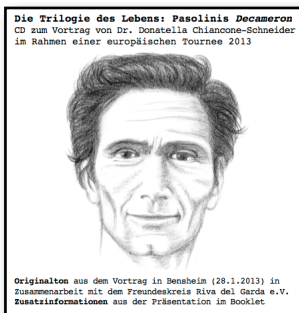 Die Trilogie des Lebens: Pasolinis Decameron
CD zum Vortrag von Dr. Donatella Chiancone-Schneider
im Rahmen einer europäischen Tournee 2013
Originalton aus dem Vortrag in Bensheim (28.1.2013) in
Zusammenarbeit mit dem Freundeskreis Riva del Garda e.V.
Zusatzinformationen aus der Präsentation im Booklet